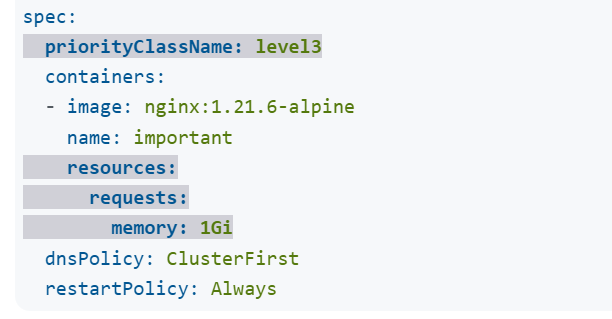 spec:
  priorityClassName: level3
  containers:
  - image: nginx:1.21.6-alpine
    name: important
    resources:
      requests:
        memory: 1Gi
  dnsPolicy: ClusterFirst
  restartPolicy: Always